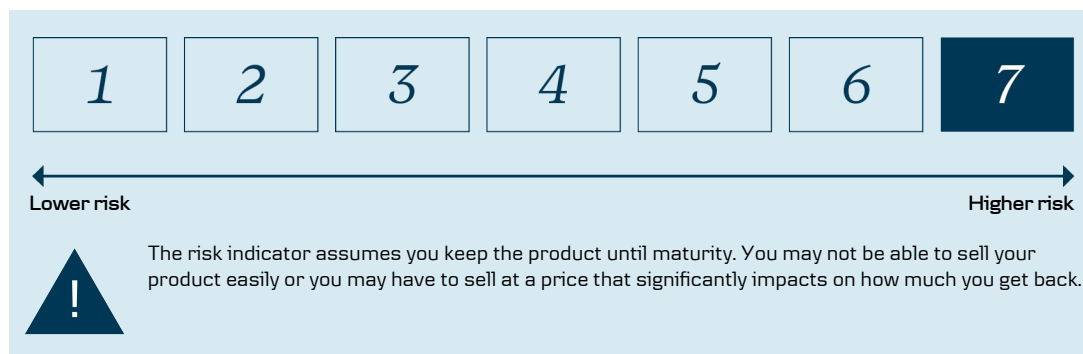 1 2 3 4 5 6 7
Lower risk Higher risk
The risk indicator assumes you keep the product until maturity. You may not be able to sell your
product easily or you may have to sell at a price that significantly impacts on how much you get back.
!